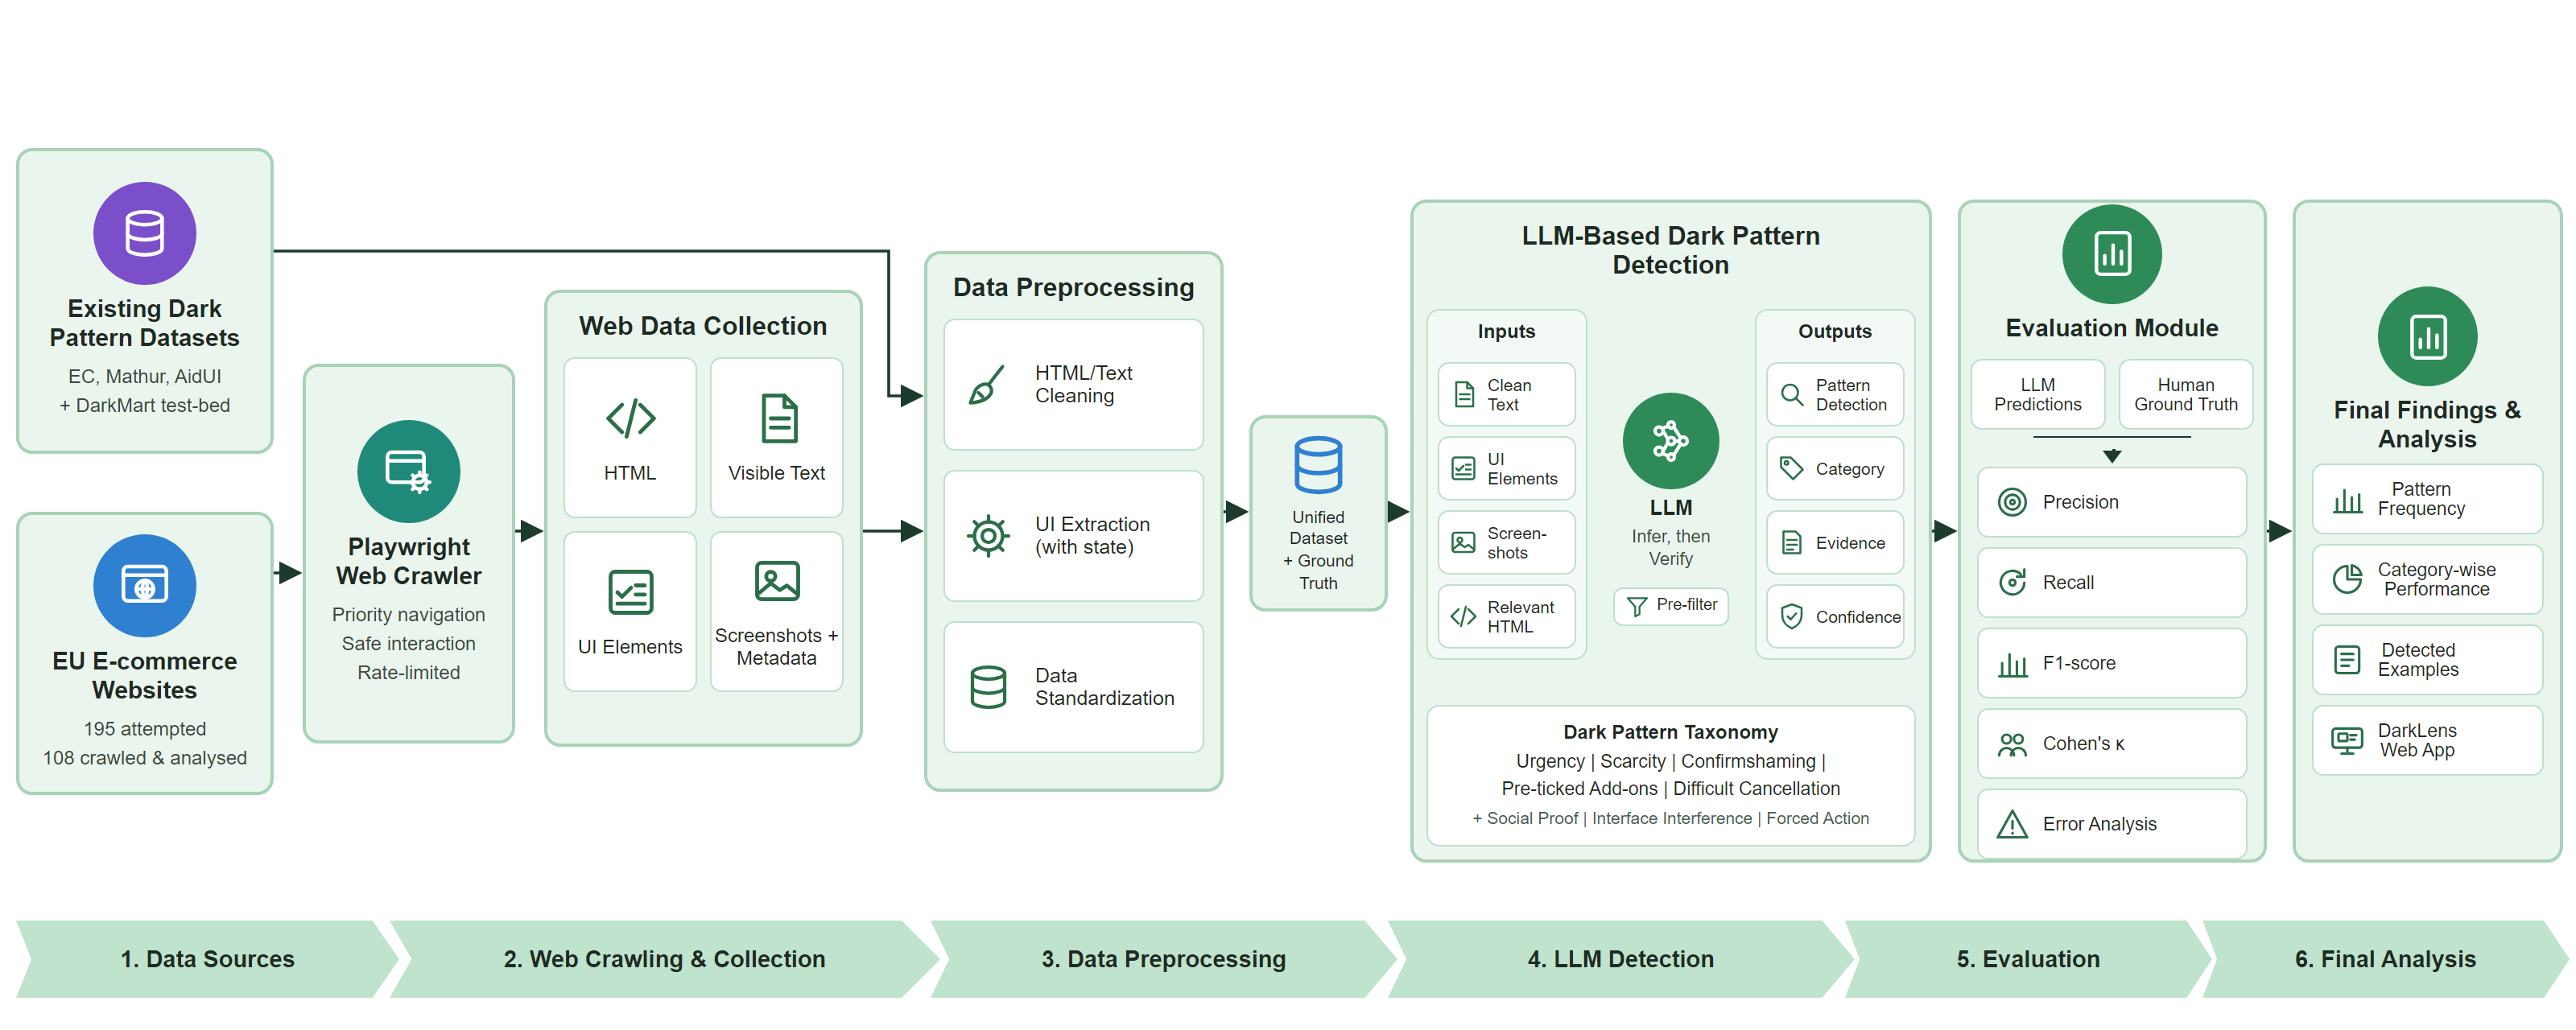 Existing Dark
Pattern Datasets
EC, Mathur, AidUI
+ DarkMart test-bed
EU E-commerce
Websites
195 attempted
108 crawled & analysed
Playwright
Web Crawler
Priority navigation
Safe interaction
Rate-limited
Web Data Collection
HTML
Visible Text
UI Elements
Screenshots +
Metadata
Data Preprocessing
HTML/Text
Cleaning
UI Extraction
(with state)
Data
Standardization
Unified
Dataset
+ Ground
Truth
LLM-Based Dark Pattern
Detection
Inputs
Clean
Text
UI
Elements
Screen-
shots
Relevant
HTML
LLM
Infer, then
Verify
Pre-filter
Outputs
Pattern
Detection
Category
Evidence
Confidence
Dark Pattern Taxonomy
Urgency | Scarcity | Confirmshaming |
Pre-ticked Add-ons | Difficult Cancellation
+ Social Proof | Interface Interference | Forced Action
Evaluation Module
LLM
Predictions
Human
Ground Truth
Precision
Recall
F1-score
Cohen's κ
Error Analysis
Final Findings &
Analysis
Pattern
Frequency
Category-wise
Performance
Detected
Examples
DarkLens
Web App
1. Data Sources
2. Web Crawling & Collection
3. Data Preprocessing
4. LLM Detection
5. Evaluation
6. Final Analysis